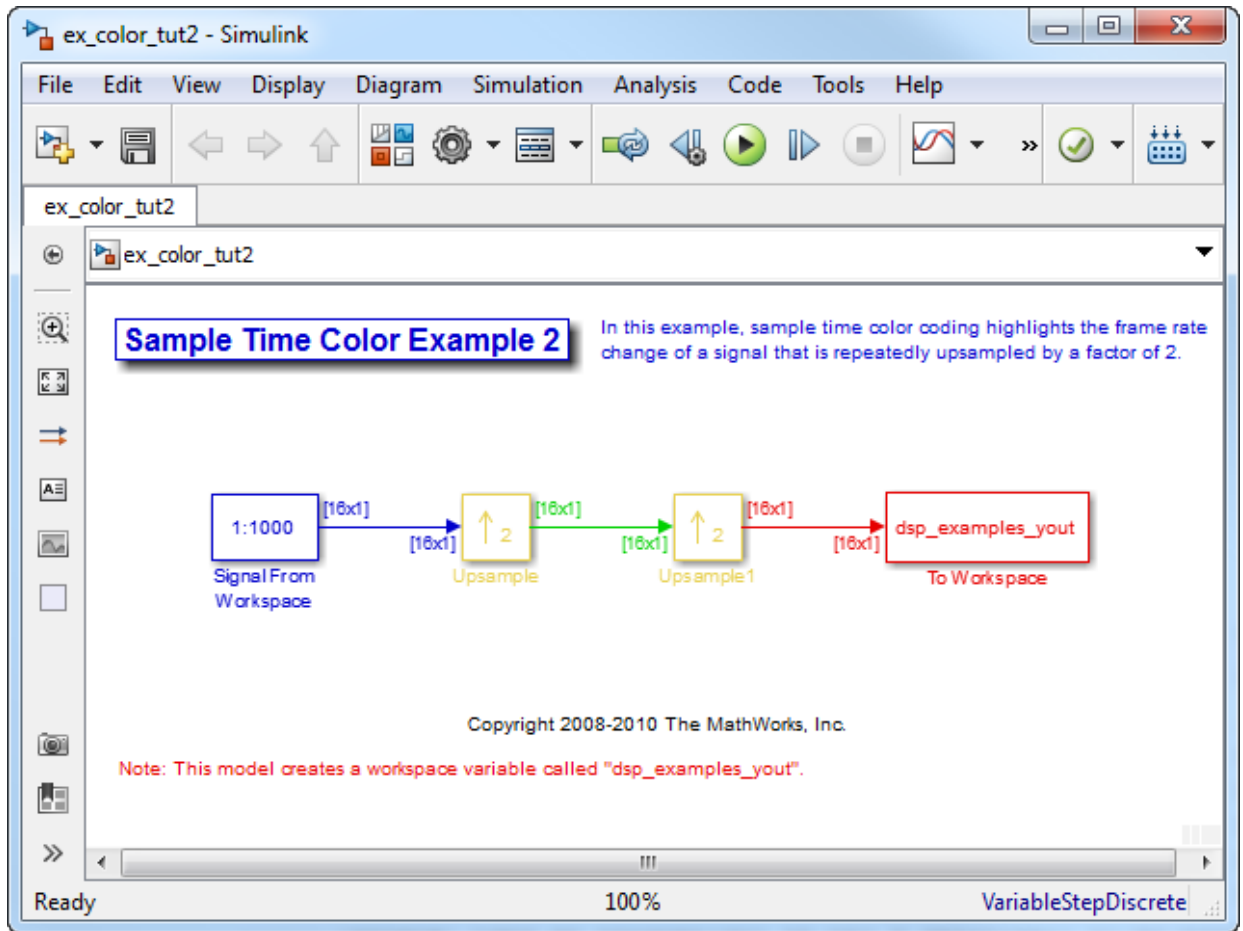 ex_color_tut2 - Simulink
File Edit View Display Diagram Simulation Analysis Code Tools Help
ex_color_tut2
ex_color_tut2
Sample Time Color Example 2
In this example, sample time color coding highlights the frame rate
change of a signal that is repeatedly upsampled by a factor of 2.
1:1000
[16x1]
[16x1]
↑2
[16x1]
[16x1]
↑2
[16x1]
[16x1]
dsp_examples_yout
Signal From
Workspace
Upsample
Upsample1
To Workspace
Copyright 2008-2010 The MathWorks, Inc.
Note: This model creates a workspace variable called "dsp_examples_yout".
Ready 100% VariableStepDiscrete